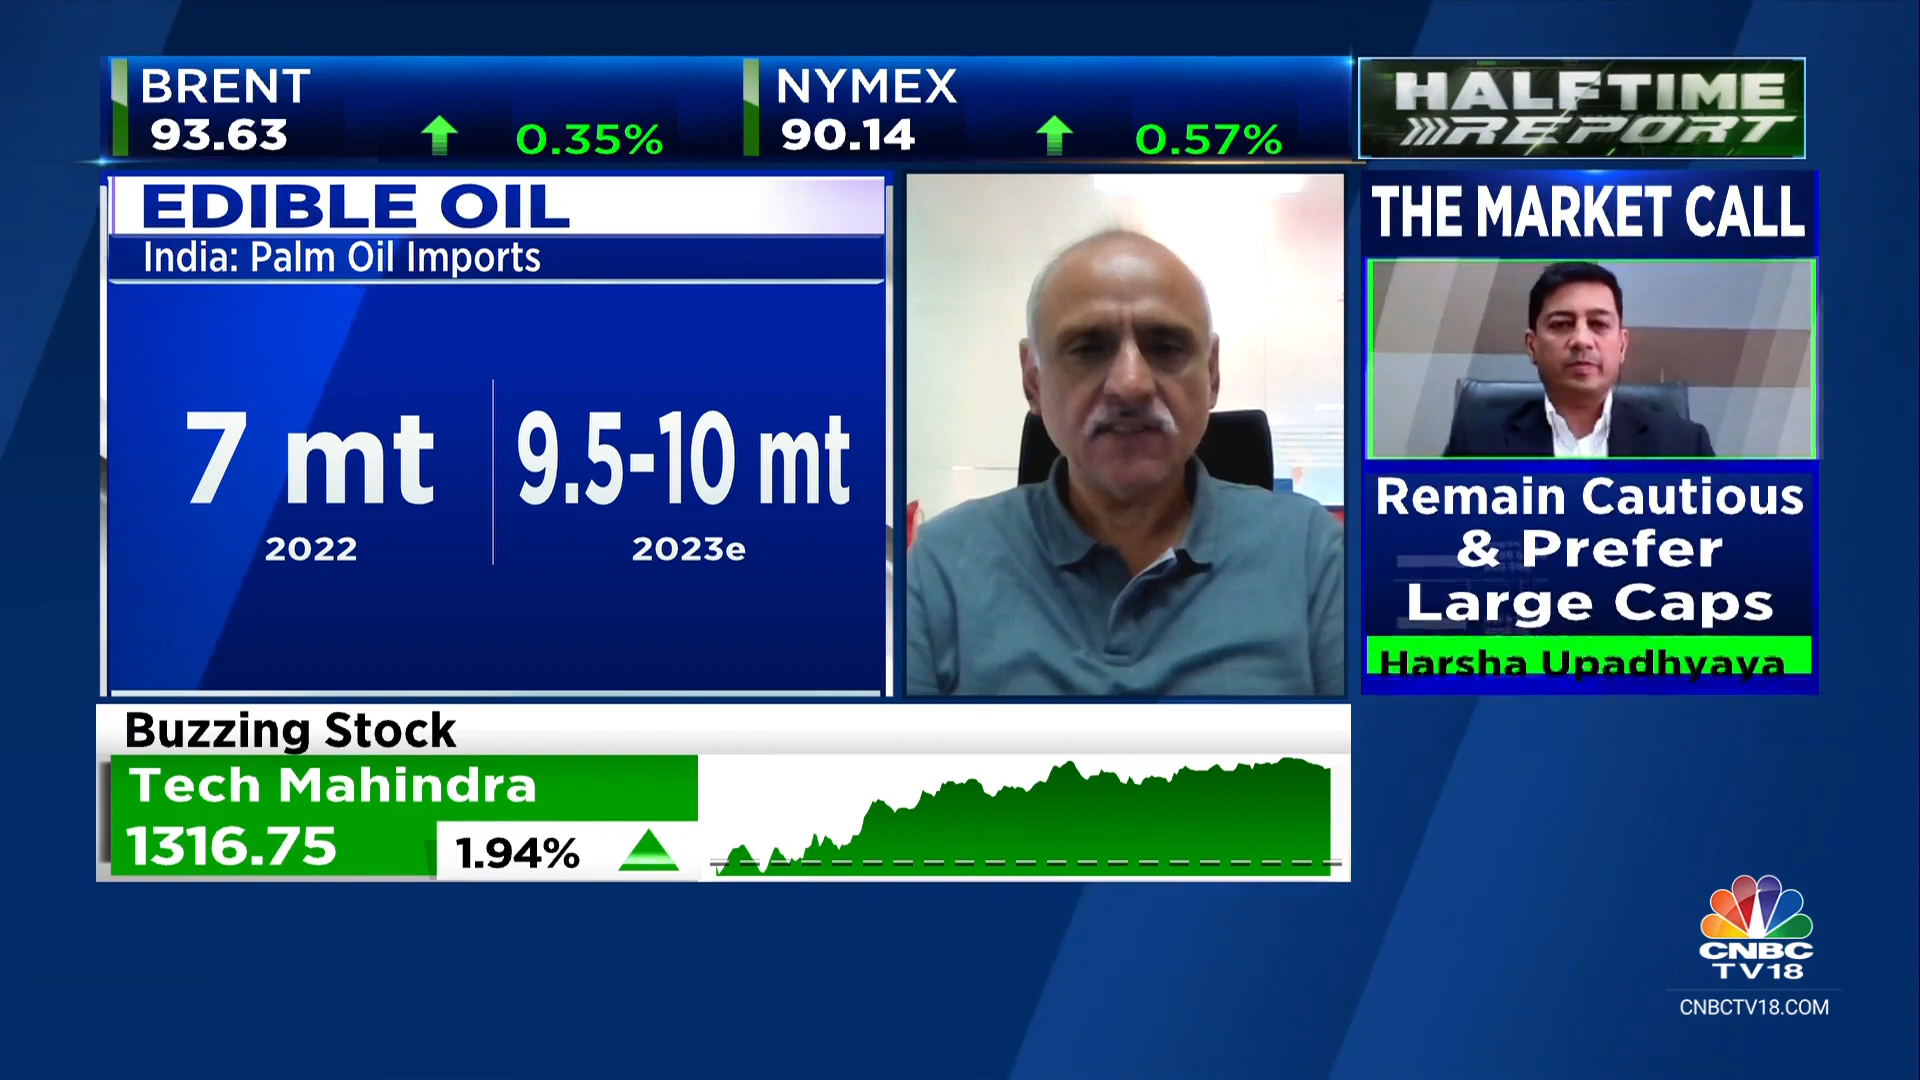 BRENT
93.63 0.35%
NYMEX
90.14 0.57%
HALFTIME
REPORT
EDIBLE OIL
India: Palm Oil Imports
7 mt
2022
9.5-10 mt
2023e
THE MARKET CALL
Remain Cautious
& Prefer
Large Caps
Harsha Upadhyaya
Buzzing Stock
Tech Mahindra
1316.75
1.94%
CNBC
TV18
CNBCTV18.COM